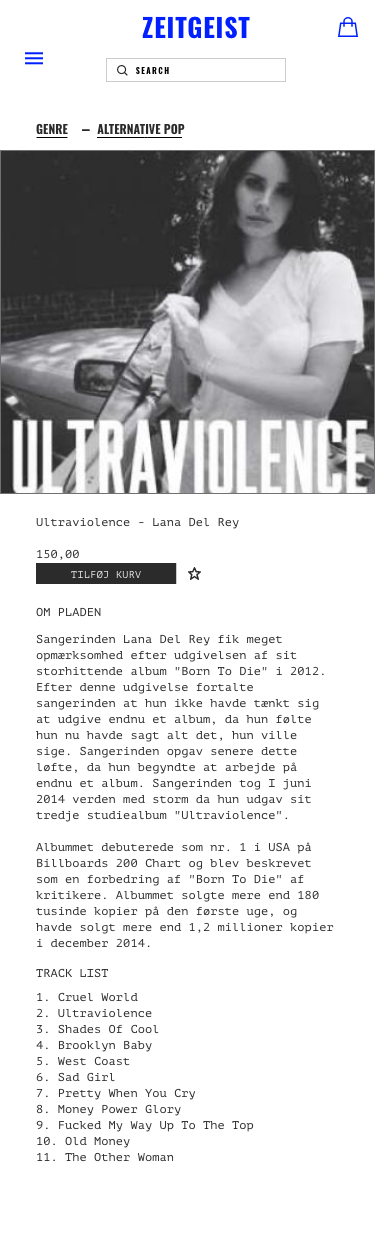 ZEITGEIST
SEARCH
GENRE – ALTERNATIVE POP
ULTRAVIOLENCE
Ultraviolence - Lana Del Rey
150,00
TILFØJ KURV
OM PLADEN
Sangerinden Lana Del Rey fik meget
opmærksomhed efter udgivelsen af sit
storhittende album "Born To Die" i 2012.
Efter denne udgivelse fortalte
sangerinden at hun ikke havde tænkt sig
at udgive endnu et album, da hun følte
hun nu havde sagt alt det, hun ville
sige. Sangerinden opgav senere dette
løfte, da hun begyndte at arbejde på
endnu et album. Sangerinden tog I juni
2014 verden med storm da hun udgav sit
tredje studiealbum "Ultraviolence".
Albummet debuterede som nr. 1 i USA på
Billboards 200 Chart og blev beskrevet
som en forbedring af "Born To Die" af
kritikere. Albummet solgte mere end 180
tusinde kopier på den første uge, og
havde solgt mere end 1,2 millioner kopier
i december 2014.
TRACK LIST
1. Cruel World
2. Ultraviolence
3. Shades Of Cool
4. Brooklyn Baby
5. West Coast
6. Sad Girl
7. Pretty When You Cry
8. Money Power Glory
9. Fucked My Way Up To The Top
10. Old Money
11. The Other Woman